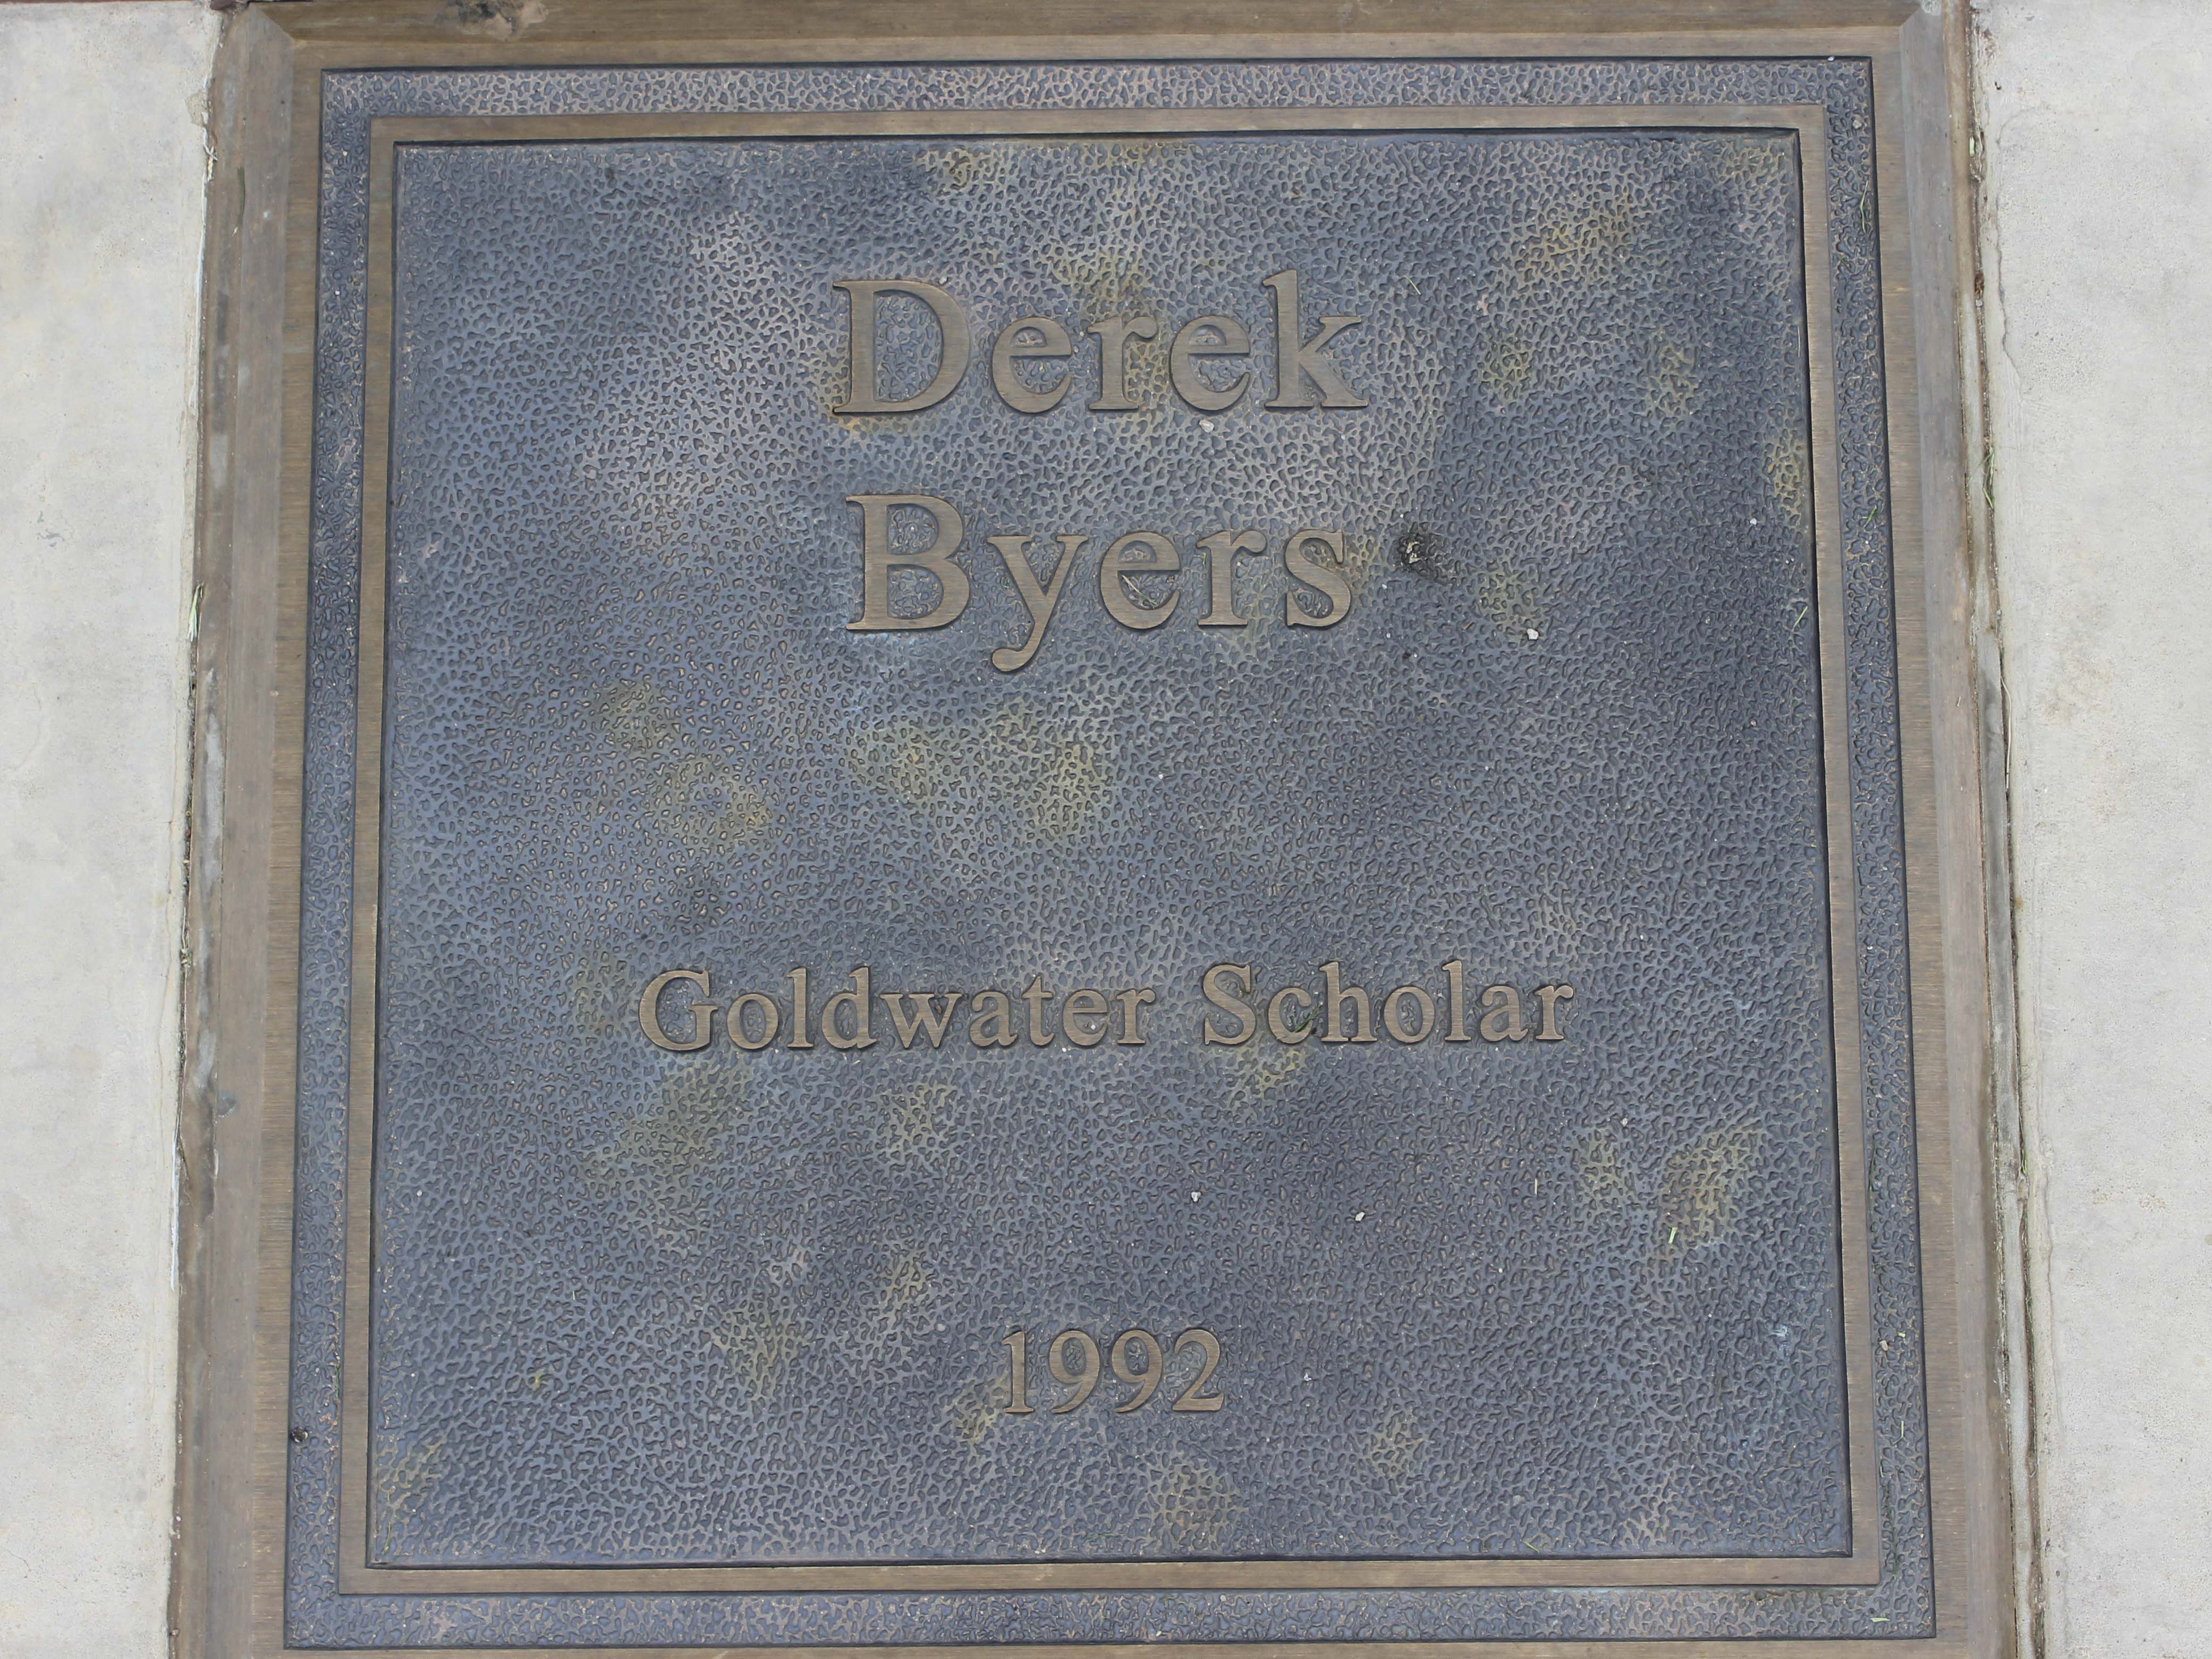 Derek
Byers
Goldwater Scholar
1992